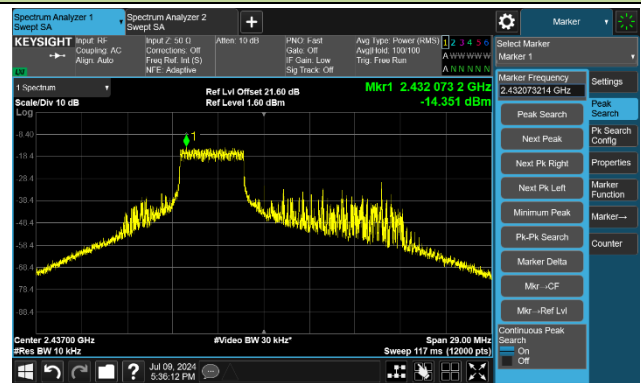 Spectrum Analyzer 1
Swept SA
Spectrum Analyzer 2
Swept SA
+
Marker
KEYSIGHT
Input: RF
Coupling: AC
Align: Auto
Input Z: 50 Ω
Corrections: Off
Freq Ref: Int (S)
NFE: Adaptive
Atten: 10 dB
PNO: Fast
Gate: Off
IF Gain: Low
Sig Track: Off
Avg Type: Power (RMS)
Avg|Hold: 100/100
Trig: Free Run
1 2 3 4 5 6
A W W W W W
A N N N N N
Select Marker
Marker 1
LXI
1 Spectrum
Scale/Div 10 dB
Log
Ref Lvl Offset 21.60 dB
Ref Level 1.60 dBm
Mkr1 2.432 073 2 GHz
-14.351 dBm
1
-8.40
-18.4
-28.4
-38.4
-48.4
-58.4
-68.4
-78.4
-88.4
Center 2.43700 GHz
#Res BW 10 kHz
#Video BW 30 kHz*
Span 29.00 MHz
Sweep 117 ms (12000 pts)
Marker Frequency
2.432073214 GHz
Peak Search
Next Peak
Next Pk Right
Next Pk Left
Minimum Peak
Pk-Pk Search
Marker Delta
Mkr→CF
Mkr→Ref Lvl
Continuous Peak
Search
On
Off
Settings
Peak
Search
Pk Search
Config
Properties
Marker
Function
Marker→
Counter
?
Jul 09, 2024
5:36:12 PM